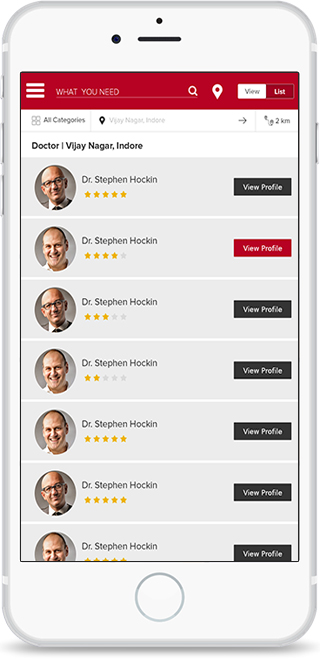 WHAT YOU NEED
View List
All Categories Vijay Nagar, Indore 2 km
Doctor | Vijay Nagar, Indore
Dr. Stephen Hockin
View Profile
Dr. Stephen Hockin
View Profile
Dr. Stephen Hockin
View Profile
Dr. Stephen Hockin
View Profile
Dr. Stephen Hockin
View Profile
Dr. Stephen Hockin
View Profile
Dr. Stephen Hockin
View Profile